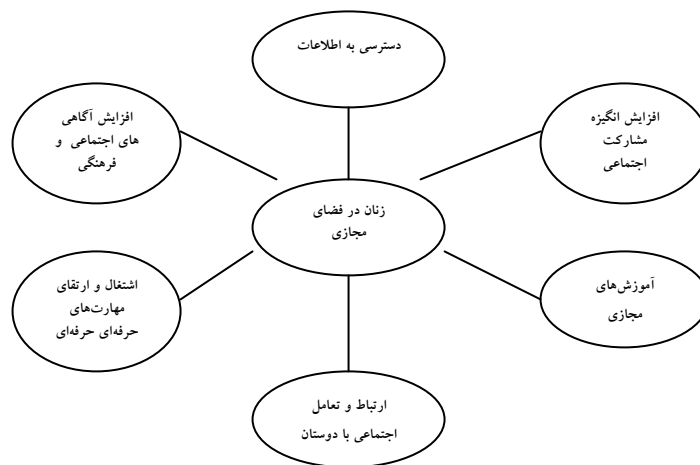 دسترسی به اطلاعات
افزایش انگیزه
مشارکت
اجتماعی
افزایش آگاهی
های اجتماعی و
فرهنگی
زنان در فضای
مجازی
آموزش‌های
مجازی
اشتغال و ارتقای
مهارت‌های
حرفه‌ای حرفه‌ای
ارتباط و تعامل
اجتماعی با دوستان